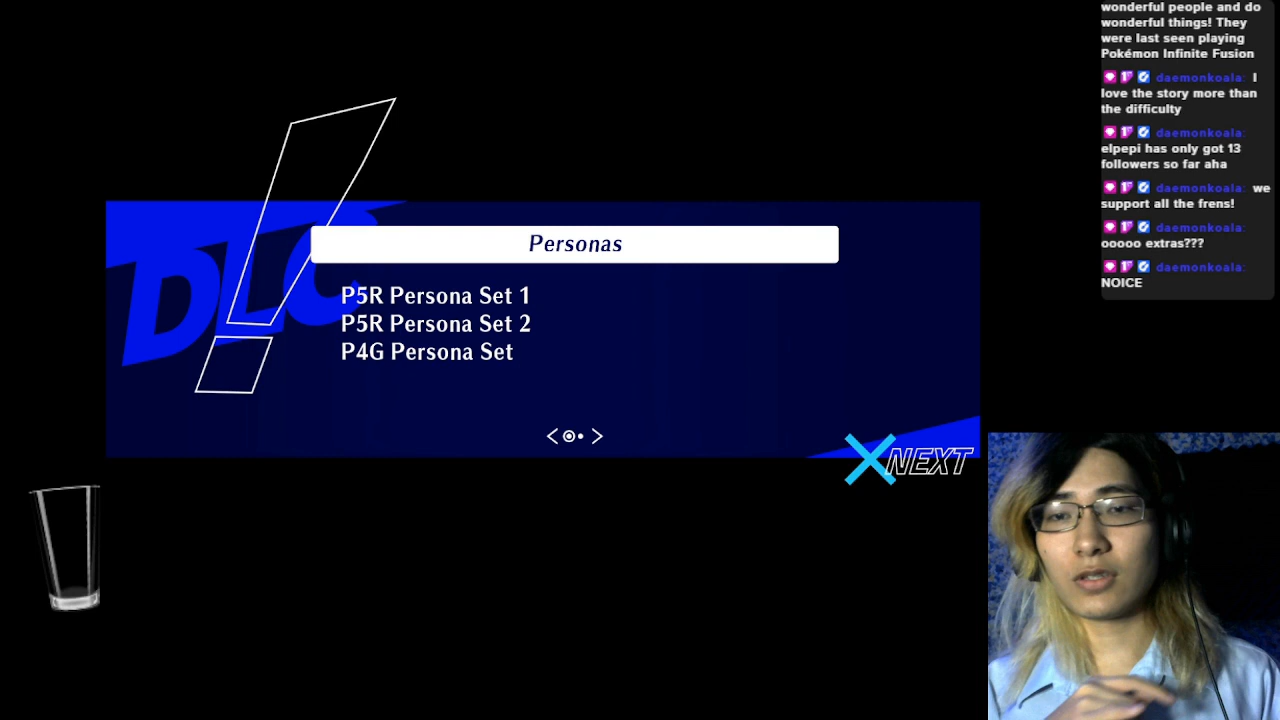 DLC
Personas
P5R Persona Set 1
P5R Persona Set 2
P4G Persona Set
NEXT
wonderful people and do
wonderful things! They
were last seen playing
Pokémon Infinite Fusion
daemonkoala: I
love the story more than
the difficulty
daemonkoala:
elpepi has only got 13
followers so far aha
daemonkoala: we
support all the frens!
daemonkoala:
ooooo extras???
daemonkoala:
NOICE